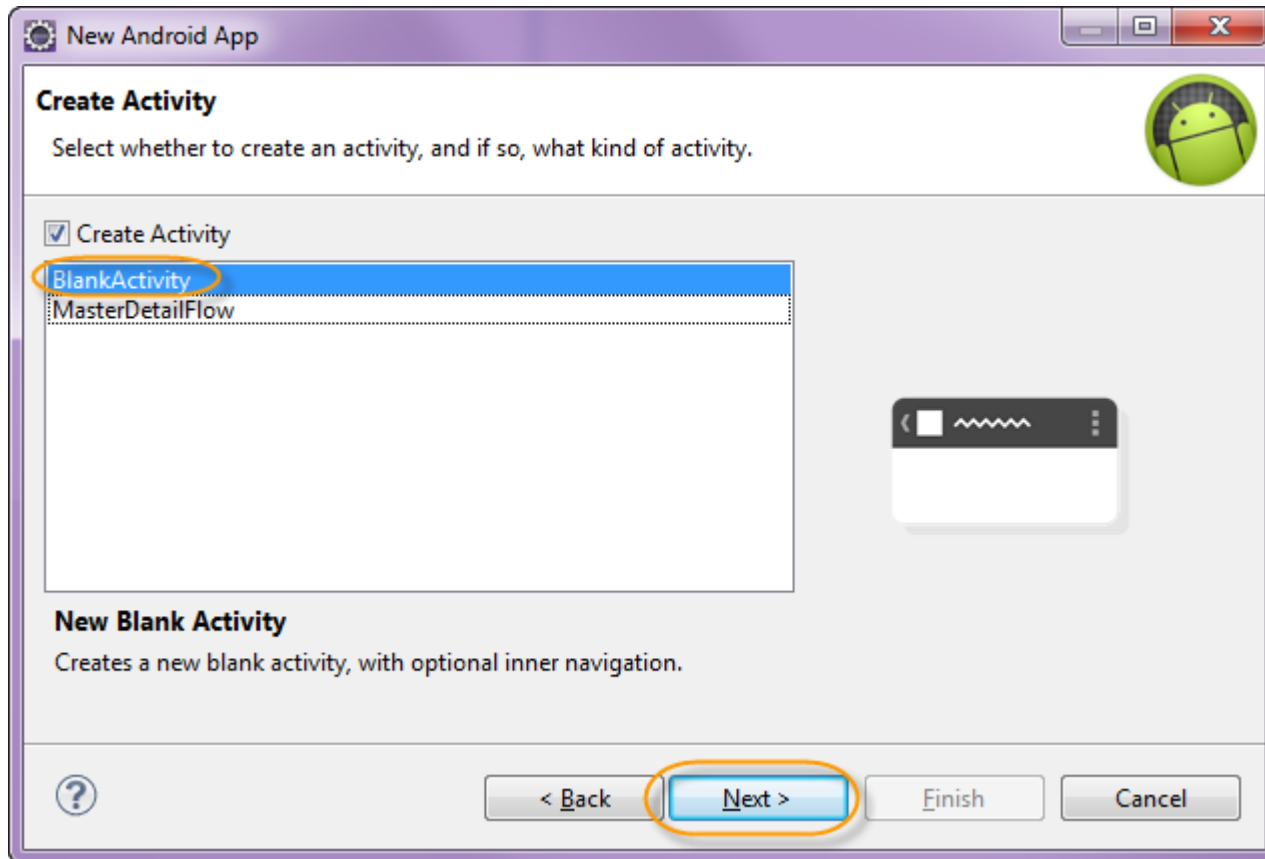 New Android App
Create Activity
Select whether to create an activity, and if so, what kind of activity.
Create Activity
BlankActivity
MasterDetailFlow
New Blank Activity
Creates a new blank activity, with optional inner navigation.
? < Back Next > Finish Cancel